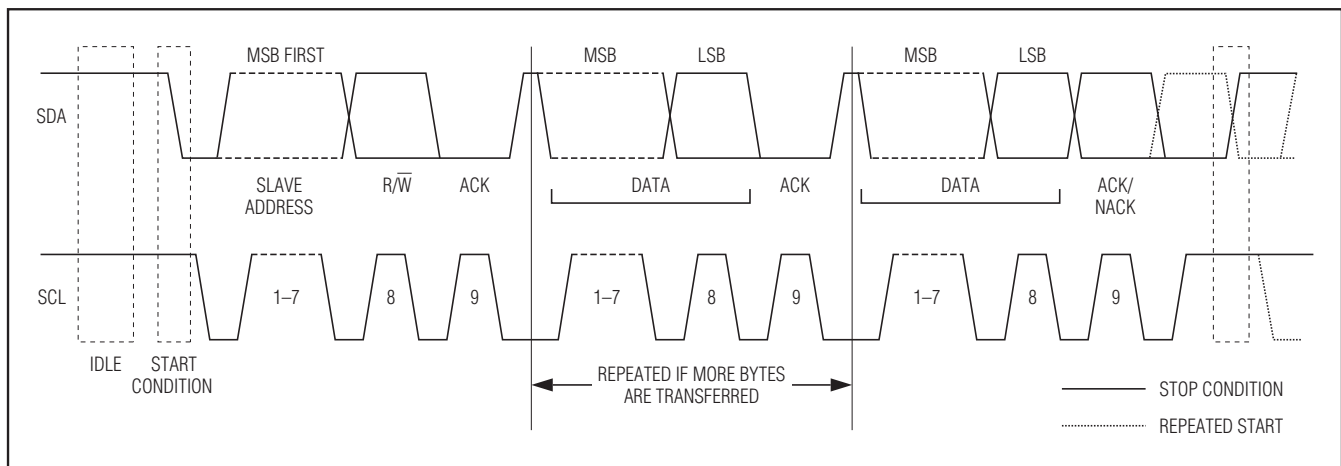 MSB FIRST MSB LSB MSB LSB
SDA
SLAVE ADDRESS R/W̅ ACK DATA ACK DATA ACK/NACK
SCL 1–7 8 9 1–7 8 9 1–7 8 9
IDLE START CONDITION
REPEATED IF MORE BYTES
ARE TRANSFERRED
STOP CONDITION
REPEATED START